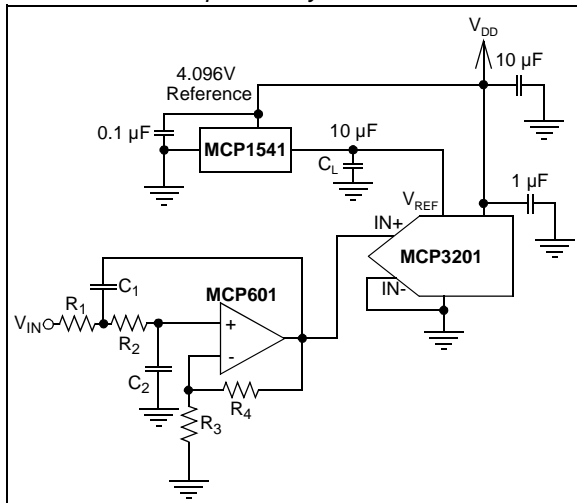 V_DD
10 µF
4.096V
Reference
0.1 µF
MCP1541
10 µF
C_L
1 µF
V_REF
IN+
MCP3201
IN-
C_1
MCP601
V_IN
R_1
R_2
+
-
C_2
R_4
R_3